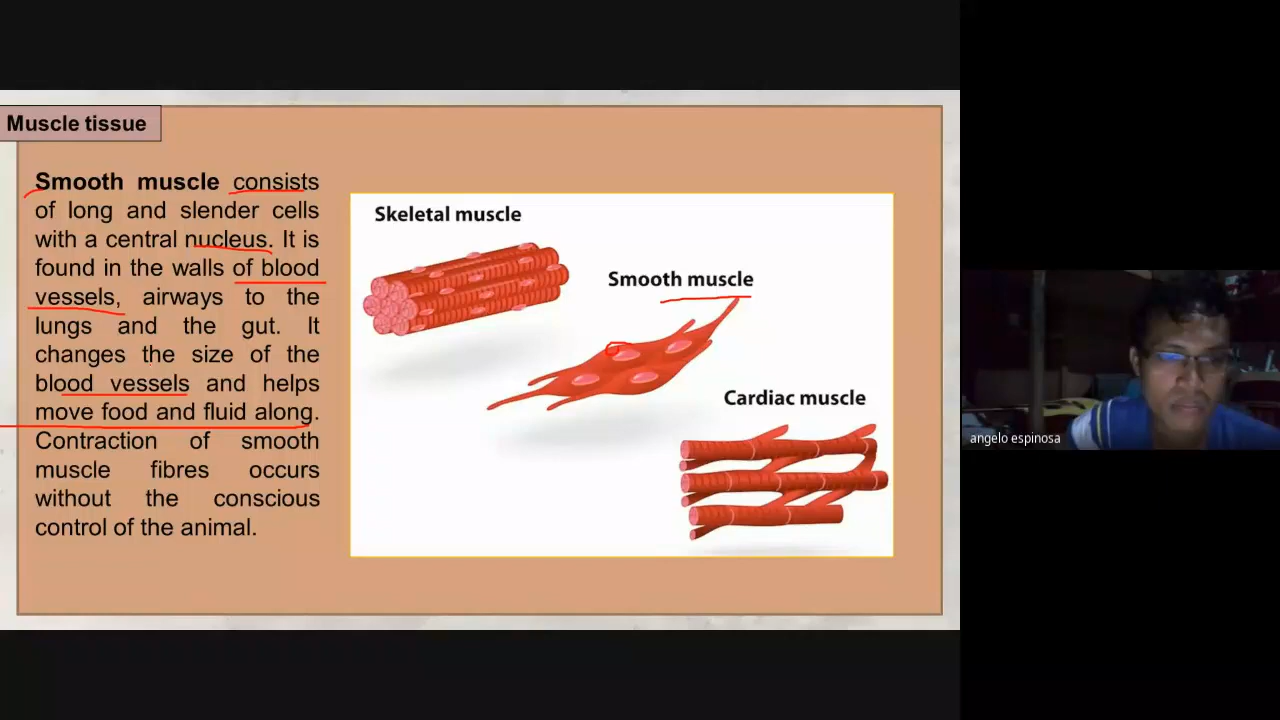 Muscle tissue
Smooth muscle consists
of long and slender cells
with a central nucleus. It is
found in the walls of blood
vessels, airways to the
lungs and the gut. It
changes the size of the
blood vessels and helps
move food and fluid along.
Contraction of smooth
muscle fibres occurs
without the conscious
control of the animal.
Skeletal muscle
Smooth muscle
Cardiac muscle
angelo espinosa